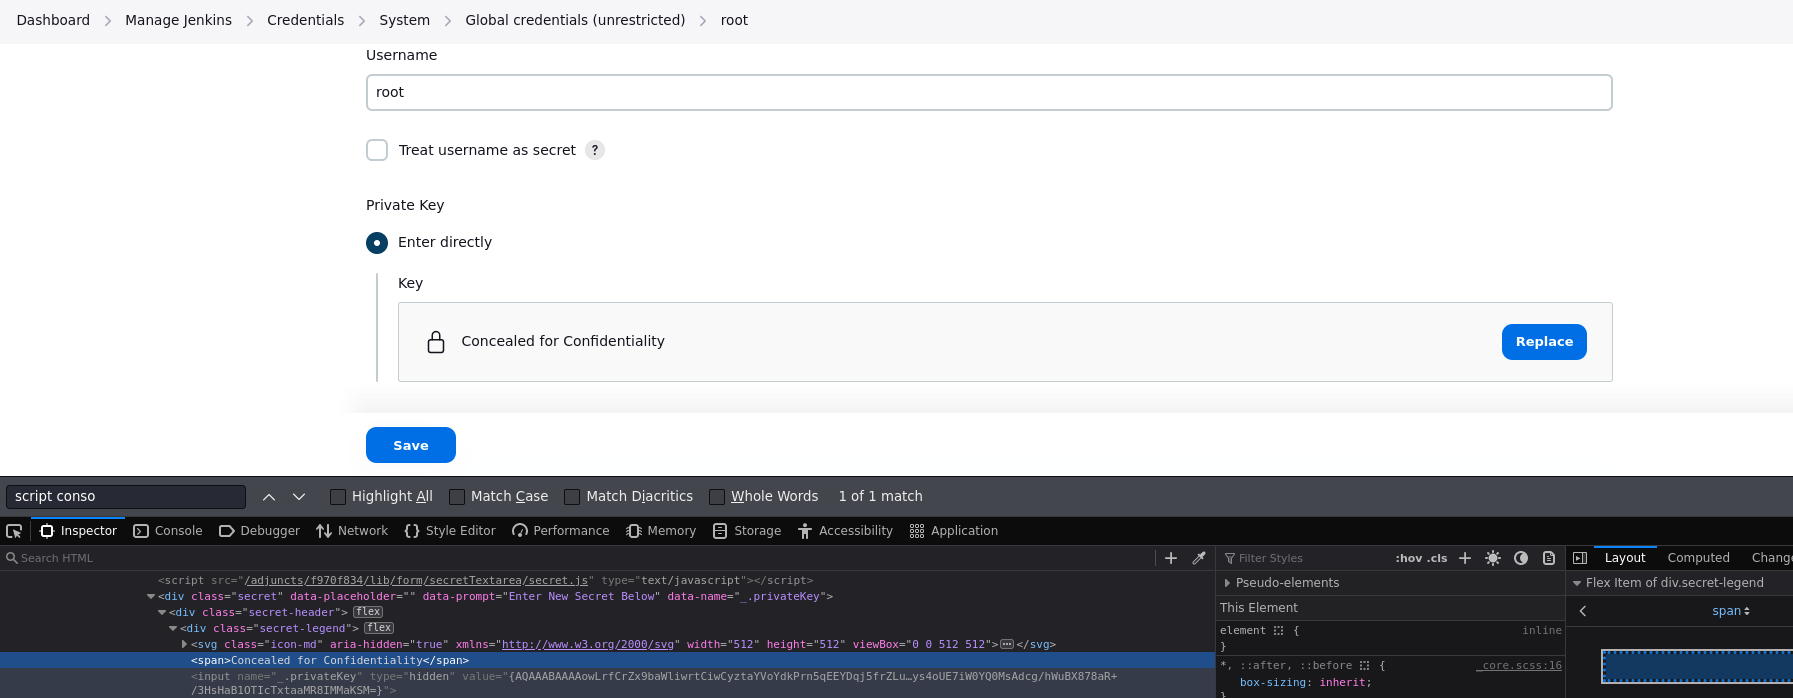 Dashboard > Manage Jenkins > Credentials > System > Global credentials (unrestricted) > root
Username
root
Treat username as secret ?
Private Key
Enter directly
Key
Concealed for Confidentiality Replace
Save
script conso Highlight All Match Case Match Diacritics Whole Words 1 of 1 match
Inspector Console Debugger Network Style Editor Performance Memory Storage Accessibility Application
Search HTML
<script src="/adjuncts/f970f834/lib/form/secretTextarea/secret.js" type="text/javascript"></script>
<div class="secret" data-placeholder="" data-prompt="Enter New Secret Below" data-name="_.privateKey">
<div class="secret-header"> flex
<div class="secret-legend"> flex
<svg class="icon-md" aria-hidden="true" xmlns="http://www.w3.org/2000/svg" width="512" height="512" viewBox="0 0 512 512">…</svg>
<span>Concealed for Confidentiality</span>
<input name="_.privateKey" type="hidden" value="{AQAAABAAAAowLrfCrZx9baWliwrtCiwCyztaYVoYdkPrn5qEEYDqj5frZLu…ys4oUE7iW0YQ0MsAdcg/hWuBX878aR+
/3HsHaB1OTIcTxtaaMR8IMMaKSM=}">
Filter Styles :hov .cls
Pseudo-elements
This Element
element { inline
}
*, ::after, ::before { _core.scss:16
box-sizing: inherit;
}
Layout Computed Change
Flex Item of div.secret-legend
span